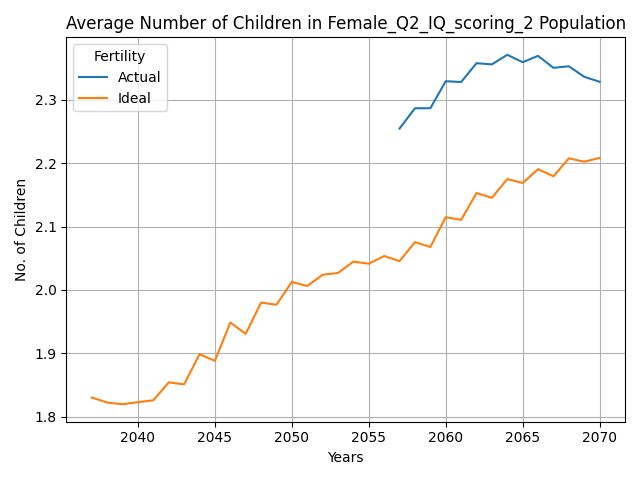 Average Number of Children in Female_Q2_IQ_scoring_2 Population
Fertility
Actual
Ideal
No. of Children
2.3
2.2
2.1
2.0
1.9
1.8
2040 2045 2050 2055 2060 2065 2070
Years